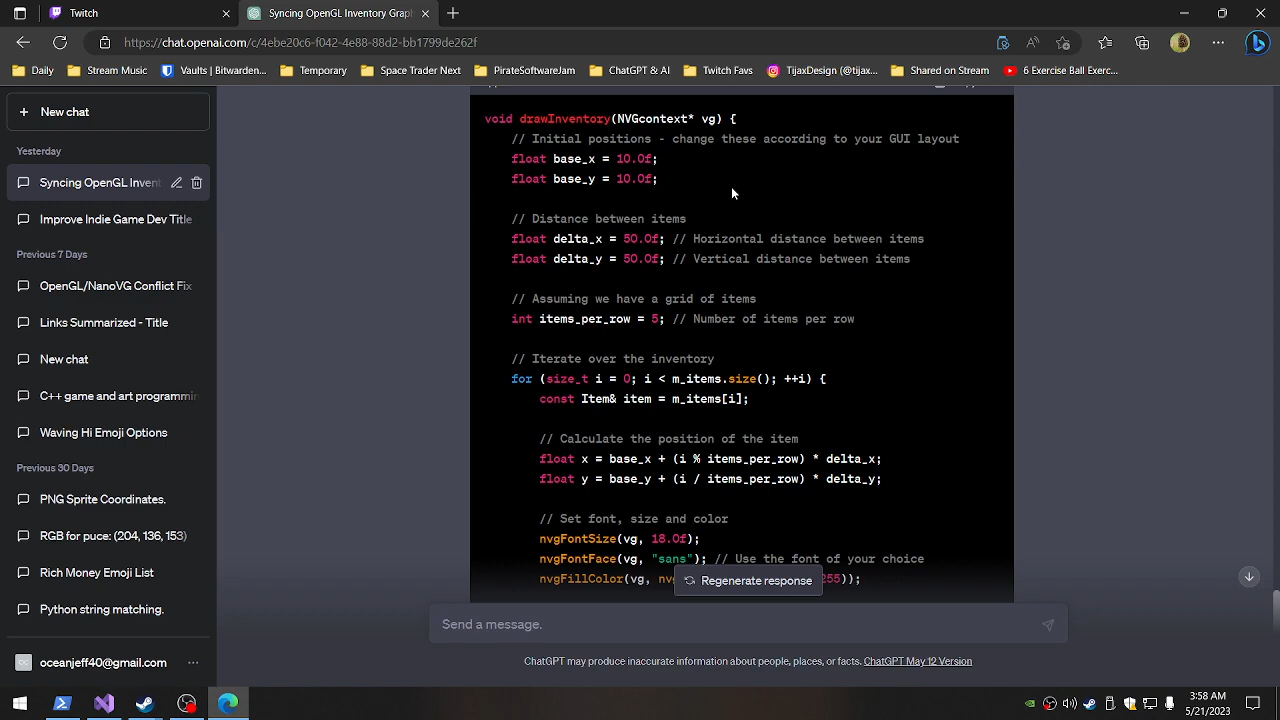 Twitch
Syncing OpenGL Inventory Grap
https://chat.openai.com/c/4ebe20e6-f042-4e88-88d2-bb1799de262f
Daily
Stream Music
Vaults | Bitwarden...
Temporary
Space Trader Next
PirateSoftwareJam
ChatGPT & AI
Twitch Favs
TijaxDesign (@tijax...
Shared on Stream
6 Exercise Ball Exerc...
New chat
Yesterday
Syncing OpenGL Invent
Improve Indie Game Dev Title
Previous 7 Days
OpenGL/NanoVG Conflict Fix
Links Summarized - Title
New chat
C++ game and art programmin
Waving Hi Emoji Options
Previous 30 Days
PNG Sprite Coordinates.
RGB for puce: (204, 136, 153)
Rich Money Emoji List
Python string matching.
oceanjeff40@gmail.com
void drawInventory(NVGcontext* vg) {
// Initial positions - change these according to your GUI layout
float base_x = 10.0f;
float base_y = 10.0f;
// Distance between items
float delta_x = 50.0f; // Horizontal distance between items
float delta_y = 50.0f; // Vertical distance between items
// Assuming we have a grid of items
int items_per_row = 5; // Number of items per row
// Iterate over the inventory
for (size_t i = 0; i < m_items.size(); ++i) {
const Item& item = m_items[i];
// Calculate the position of the item
float x = base_x + (i % items_per_row) * delta_x;
float y = base_y + (i / items_per_row) * delta_y;
// Set font, size and color
nvgFontSize(vg, 18.0f);
nvgFontFace(vg, "sans"); // Use the font of your choice
nvgFillColor(vg, nv 255));
Regenerate response
Send a message.
ChatGPT may produce inaccurate information about people, places, or facts. ChatGPT May 12 Version
3:58 AM
5/21/2023